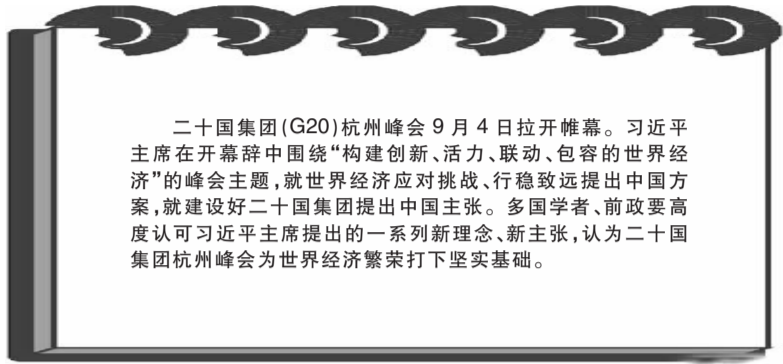 二十国集团(G20)杭州峰会9月4日拉开帷幕。习近平
主席在开幕辞中围绕“构建创新、活力、联动、包容的世界经
济”的峰会主题,就世界经济应对挑战、行稳致远提出中国方
案,就建设好二十国集团提出中国主张。多国学者、前政要高
度认可习近平主席提出的一系列新理念、新主张,认为二十国
集团杭州峰会为世界经济繁荣打下坚实基础。